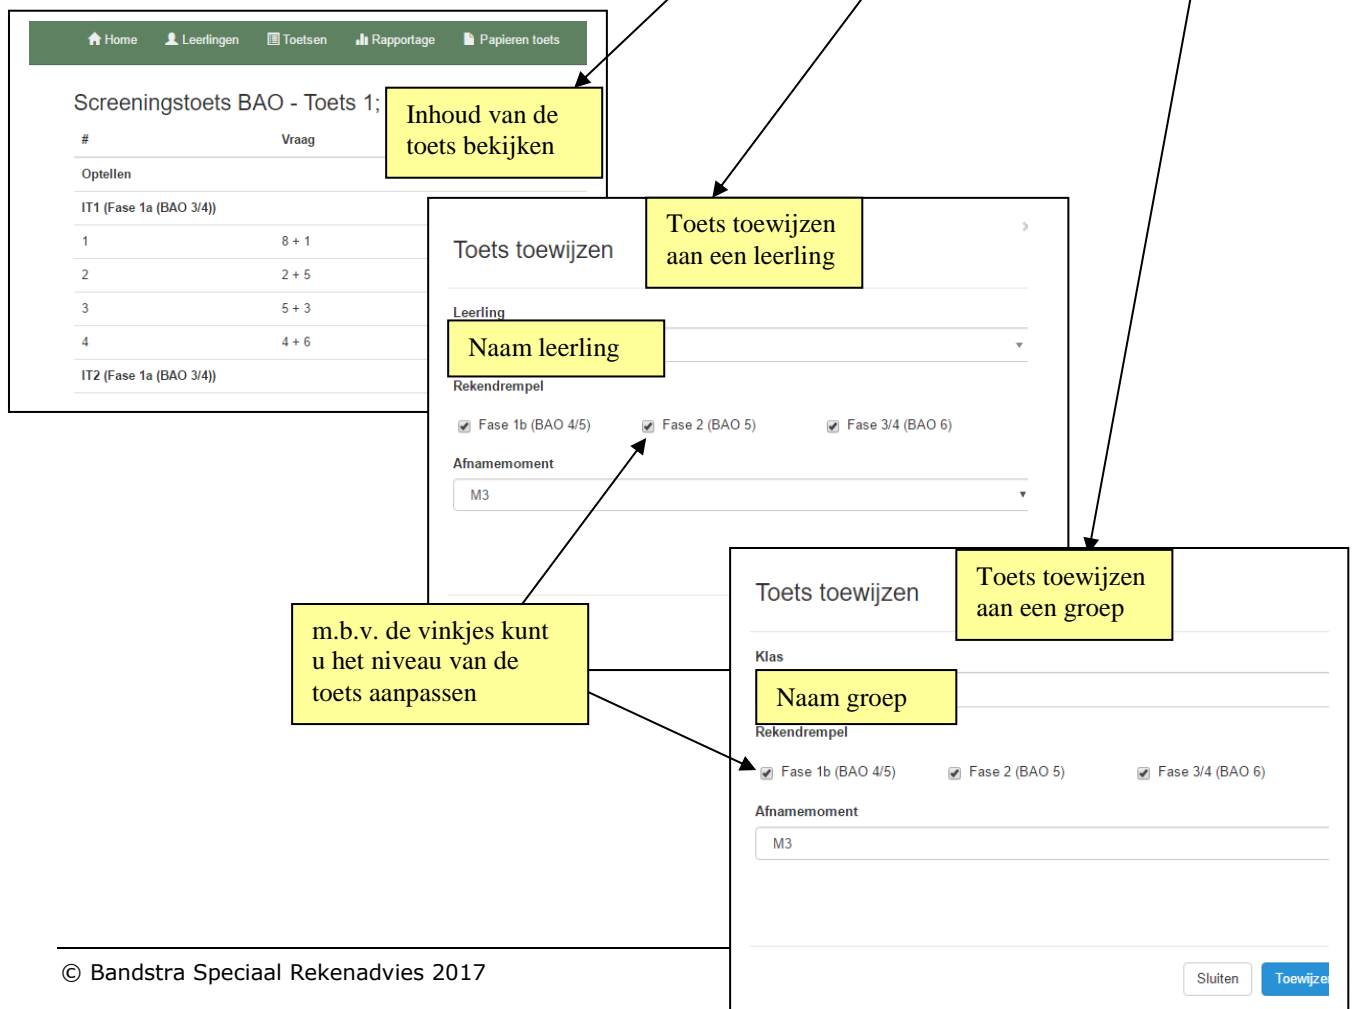 Home Leerlingen Toetsen Rapportage Papieren toets
Screeningstoets BAO - Toets 1;
Inhoud van de
toets bekijken
# Vraag
Optellen
IT1 (Fase 1a (BAO 3/4))
1 8 + 1
2 2 + 5
3 5 + 3
4 4 + 6
IT2 (Fase 1a (BAO 3/4))
Toets toewijzen
Toets toewijzen
aan een leerling
Leerling
Naam leerling
Rekendrempel
Fase 1b (BAO 4/5) Fase 2 (BAO 5) Fase 3/4 (BAO 6)
Afnamemoment
M3
m.b.v. de vinkjes kunt
u het niveau van de
toets aanpassen
Toets toewijzen
Toets toewijzen
aan een groep
Klas
Naam groep
Rekendrempel
Fase 1b (BAO 4/5) Fase 2 (BAO 5) Fase 3/4 (BAO 6)
Afnamemoment
M3
Sluiten Toewijzen
© Bandstra Speciaal Rekenadvies 2017